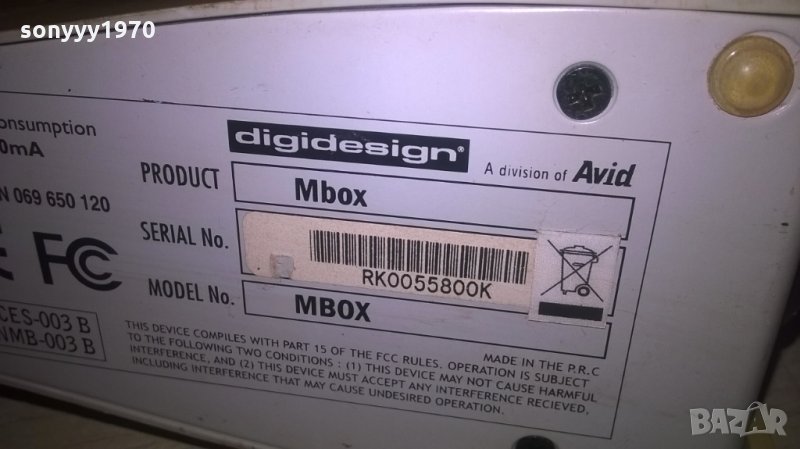 sonyyy1970
onsumption
0mA
N 069 650 120
FC
CES-003 B
NMB-003 B
digidesign®
A division of Avid
PRODUCT Mbox
SERIAL No.
RK0055800K
MODEL No. MBOX
MADE IN THE P.R.C
THIS DEVICE COMPLIES WITH PART 15 OF THE FCC RULES. OPERATION IS SUBJECT
TO THE FOLLOWING TWO CONDITIONS : (1) THIS DEVICE MAY NOT CAUSE HARMFUL
INTERFERENCE, AND (2) THIS DEVICE MUST ACCEPT ANY INTERFERENCE RECIEVED,
INCLUDING INTERFERENCE THAT MAY CAUSE UNDESIRED OPERATION.
BAZAR